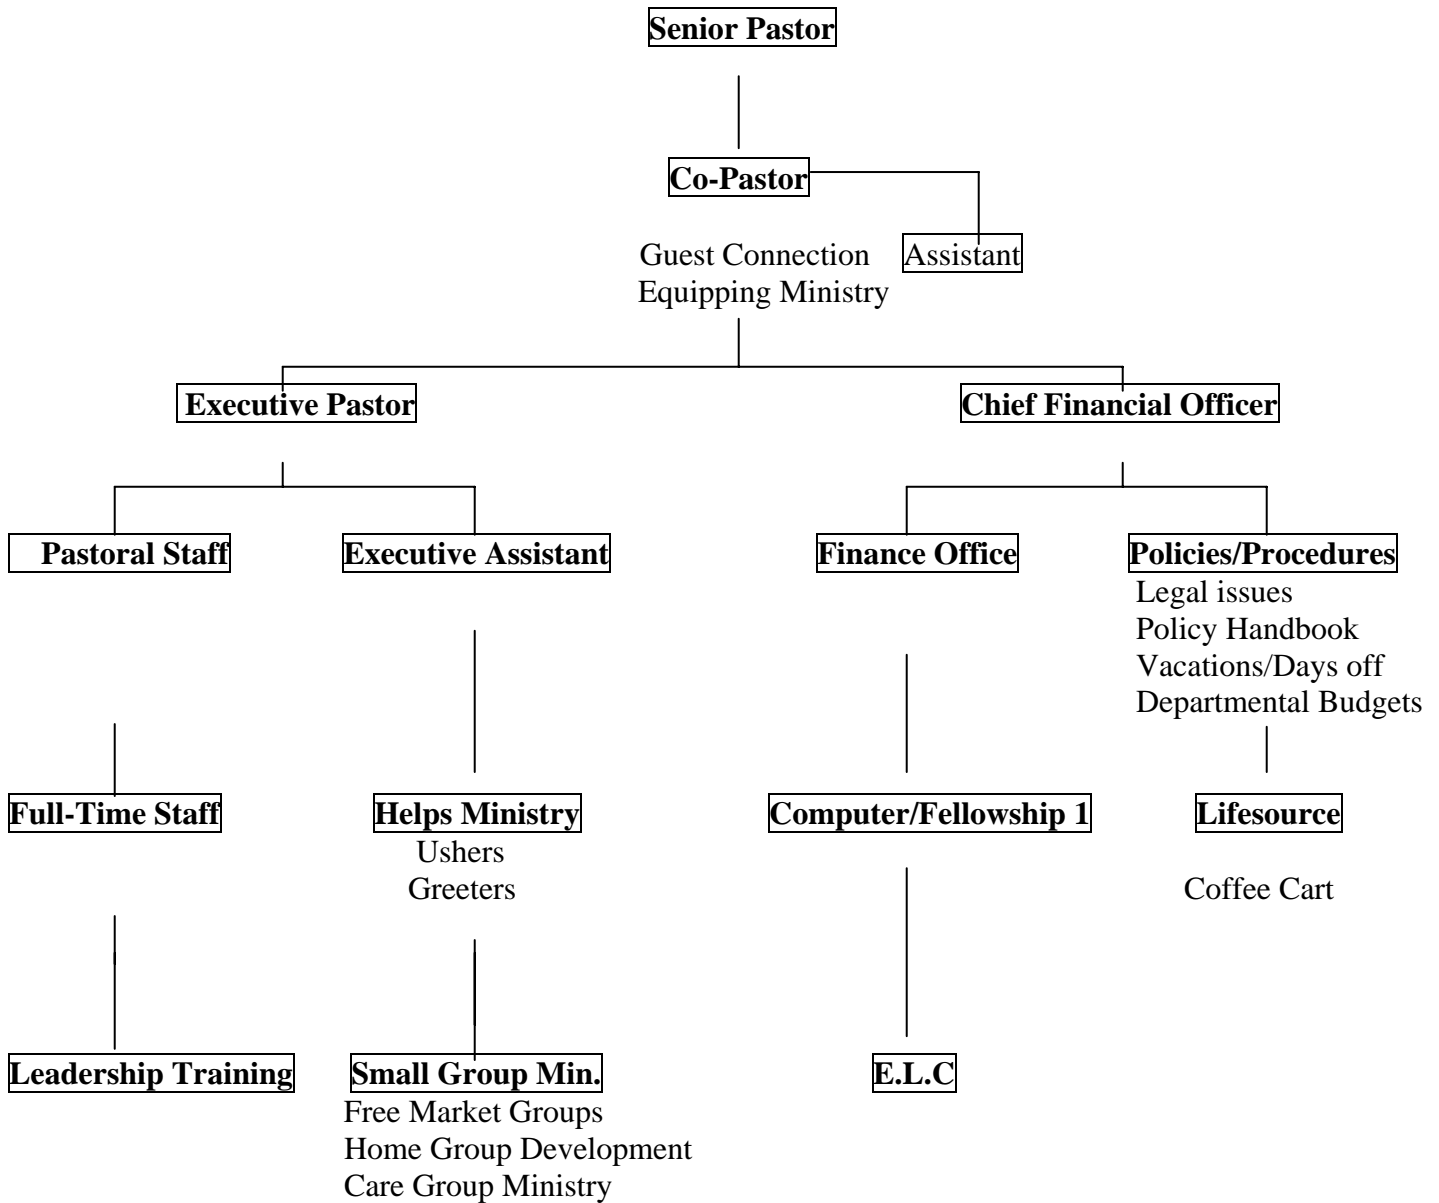 Senior Pastor
Co-Pastor
Guest Connection
Assistant
Equipping Ministry
Executive Pastor
Chief Financial Officer
Pastoral Staff
Executive Assistant
Finance Office
Policies/Procedures
Legal issues
Policy Handbook
Vacations/Days off
Departmental Budgets
Full-Time Staff
Helps Ministry
Ushers
Greeters
Computer/Fellowship 1
Lifesource
Coffee Cart
Leadership Training
Small Group Min.
Free Market Groups
Home Group Development
Care Group Ministry
E.L.C